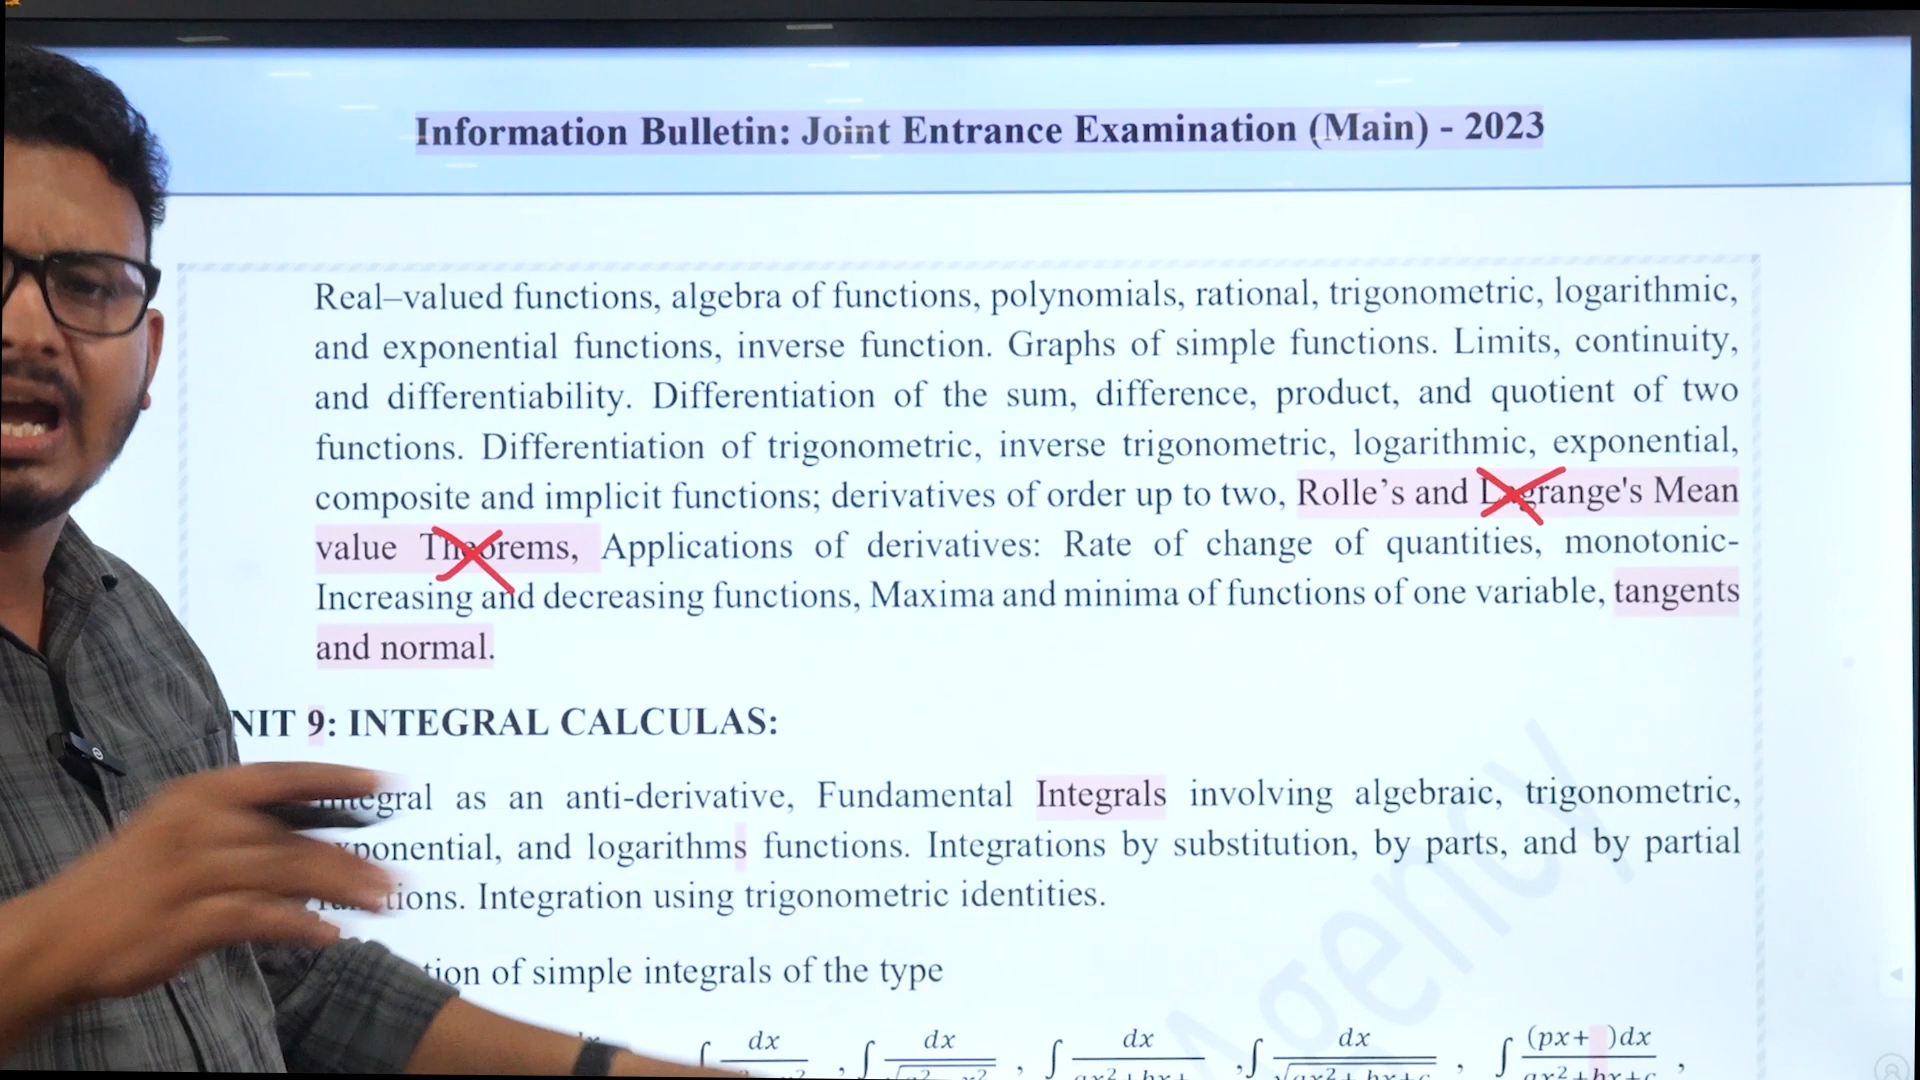 Information Bulletin: Joint Entrance Examination (Main) - 2023
Real–valued functions, algebra of functions, polynomials, rational, trigonometric, logarithmic,
and exponential functions, inverse function. Graphs of simple functions. Limits, continuity,
and differentiability. Differentiation of the sum, difference, product, and quotient of two
functions. Differentiation of trigonometric, inverse trigonometric, logarithmic, exponential,
composite and implicit functions; derivatives of order up to two, Rolle's and Lagrange's Mean
value Theorems, Applications of derivatives: Rate of change of quantities, monotonic-
Increasing and decreasing functions, Maxima and minima of functions of one variable, tangents
and normal.
NIT 9: INTEGRAL CALCULAS:
as an anti-derivative, Fundamental Integrals involving algebraic, trigonometric,
and logarithms functions. Integrations by substitution, by parts, and by partial
Integration using trigonometric identities.
of simple integrals of the type
∫ dx , ∫ dx , ∫ dx , ∫ dx , ∫ (px+ )dx ,
Agency